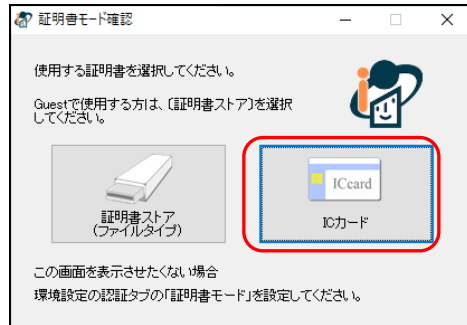 証明書モード確認
使用する証明書を選択してください。
Guestで使用する方は、〔証明書ストア〕を選択
してください。
ICcard
証明書ストア
(ファイルタイプ)
ICカード
この画面を表示させたくない場合
環境設定の認証タブの「証明書モード」を設定してください。